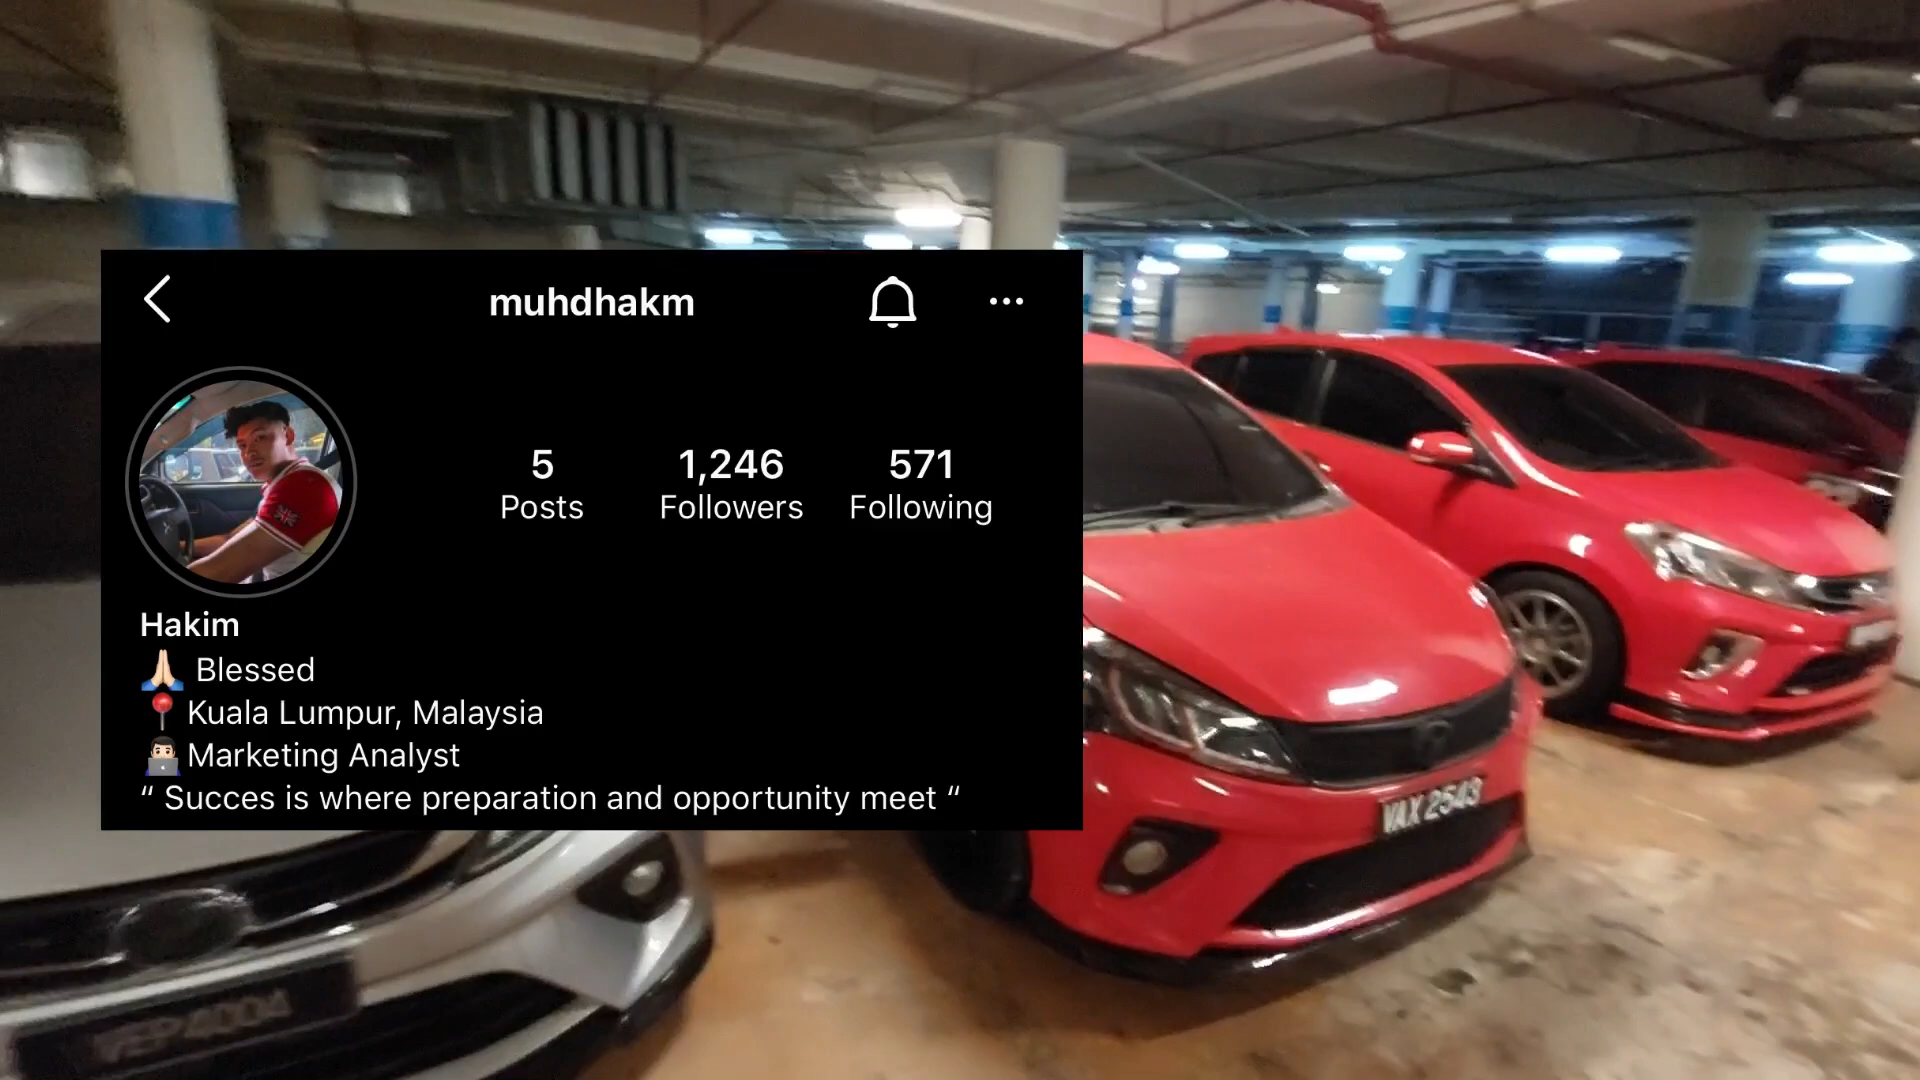 muhdhakm
5 1,246 571
Posts Followers Following
Hakim
🙏🏻 Blessed
📍Kuala Lumpur, Malaysia
👨🏻‍💻Marketing Analyst
“ Succes is where preparation and opportunity meet “
VAX 2543